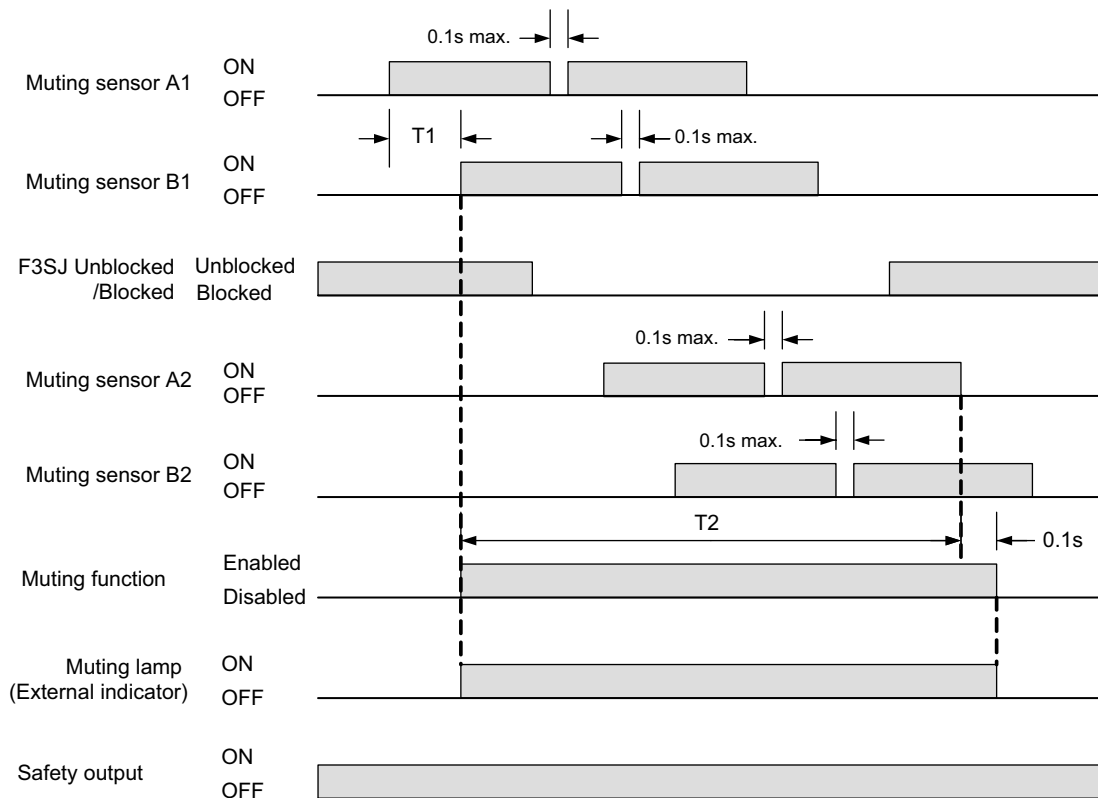 0.1s max.
Muting sensor A1
ON
OFF
T1
0.1s max.
Muting sensor B1
ON
OFF
F3SJ Unblocked
/Blocked
Unblocked
Blocked
0.1s max.
Muting sensor A2
ON
OFF
0.1s max.
Muting sensor B2
ON
OFF
T2
0.1s
Muting function
Enabled
Disabled
Muting lamp
(External indicator)
ON
OFF
Safety output
ON
OFF